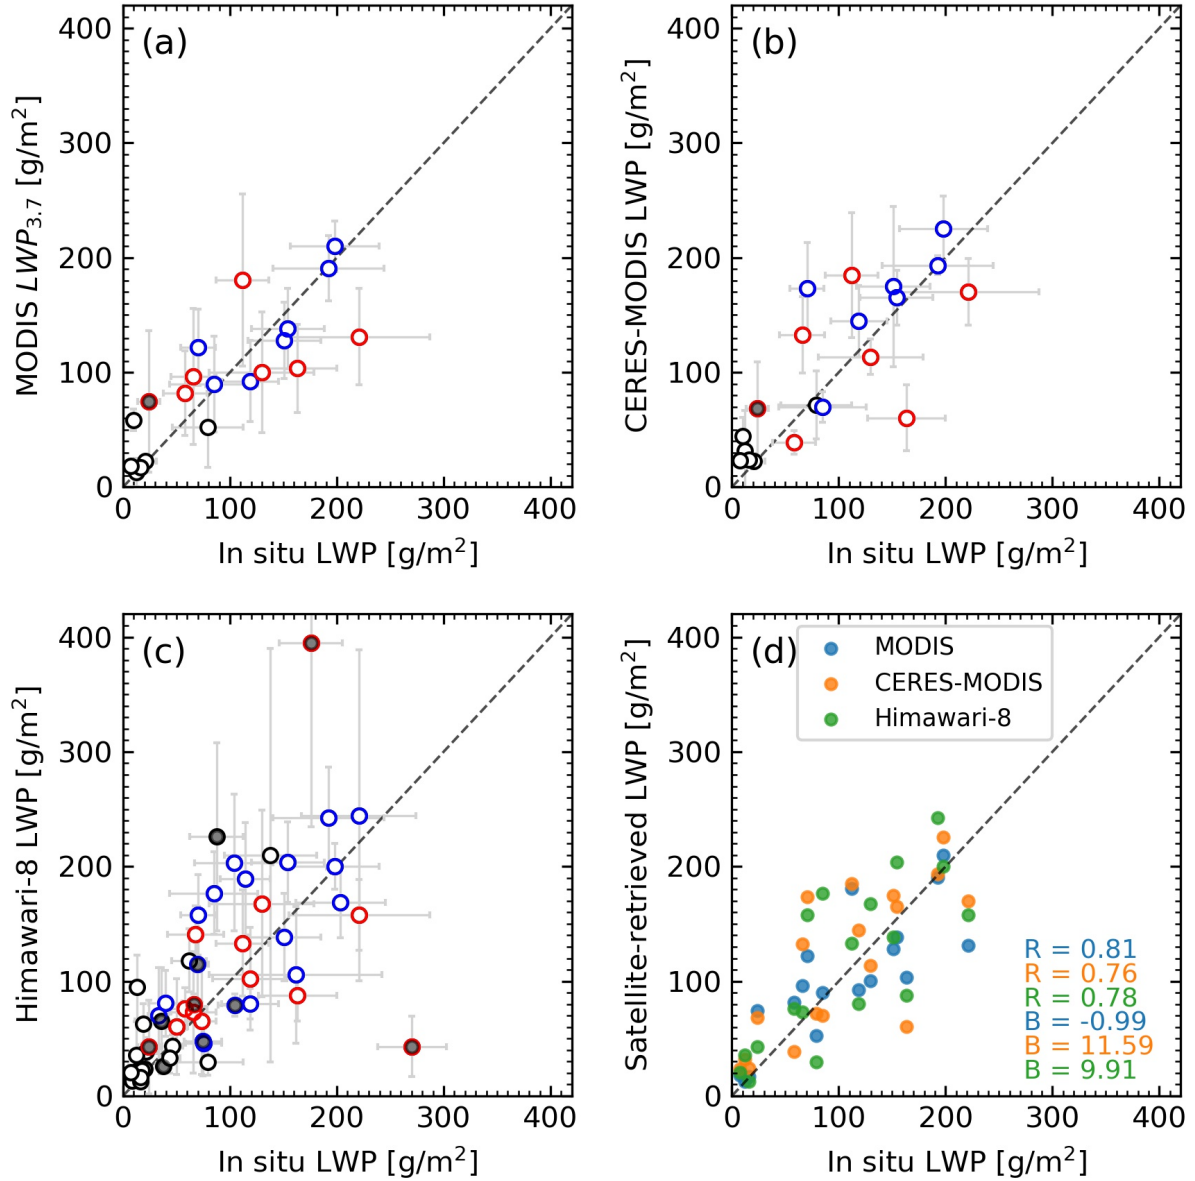 (a)
MODIS LWP3.7 [g/m²]
400
300
200
100
0
0 100 200 300 400
In situ LWP [g/m²]
(b)
CERES-MODIS LWP [g/m²]
400
300
200
100
0
0 100 200 300 400
In situ LWP [g/m²]
(c)
Himawari-8 LWP [g/m²]
400
300
200
100
0
0 100 200 300 400
In situ LWP [g/m²]
(d)
Satellite-retrieved LWP [g/m²]
400
300
200
100
0
MODIS
CERES-MODIS
Himawari-8
R = 0.81
R = 0.76
R = 0.78
B = -0.99
B = 11.59
B = 9.91
0 100 200 300 400
In situ LWP [g/m²]